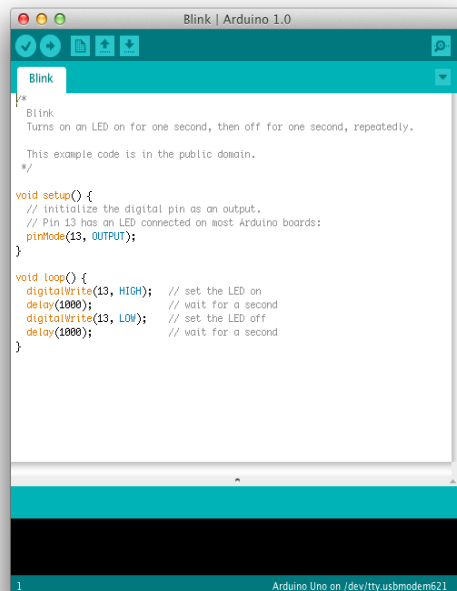 Blink | Arduino 1.0
Blink
/*
  Blink
  Turns on an LED on for one second, then off for one second, repeatedly.

  This example code is in the public domain.
 */

void setup() {
  // initialize the digital pin as an output.
  // Pin 13 has an LED connected on most Arduino boards:
  pinMode(13, OUTPUT);
}

void loop() {
  digitalWrite(13, HIGH);   // set the LED on
  delay(1000);              // wait for a second
  digitalWrite(13, LOW);    // set the LED off
  delay(1000);              // wait for a second
}
1 Arduino Uno on /dev/tty.usbmodem621